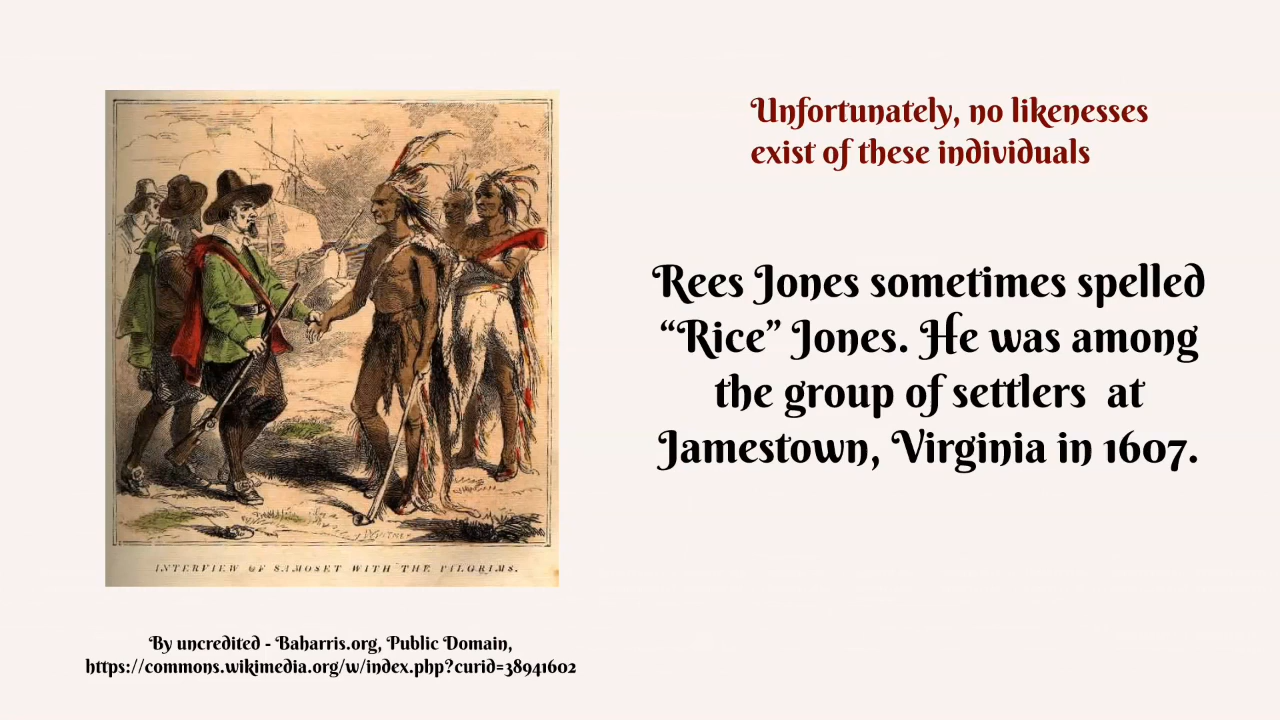 Unfortunately, no likenesses
exist of these individuals
Rees Jones sometimes spelled
“Rice” Jones. He was among
the group of settlers at
Jamestown, Virginia in 1607.
INTERVIEW OF SAMOSET WITH THE PILGRIMS.
By uncredited - Baharris.org, Public Domain,
https://commons.wikimedia.org/w/index.php?curid=38941602